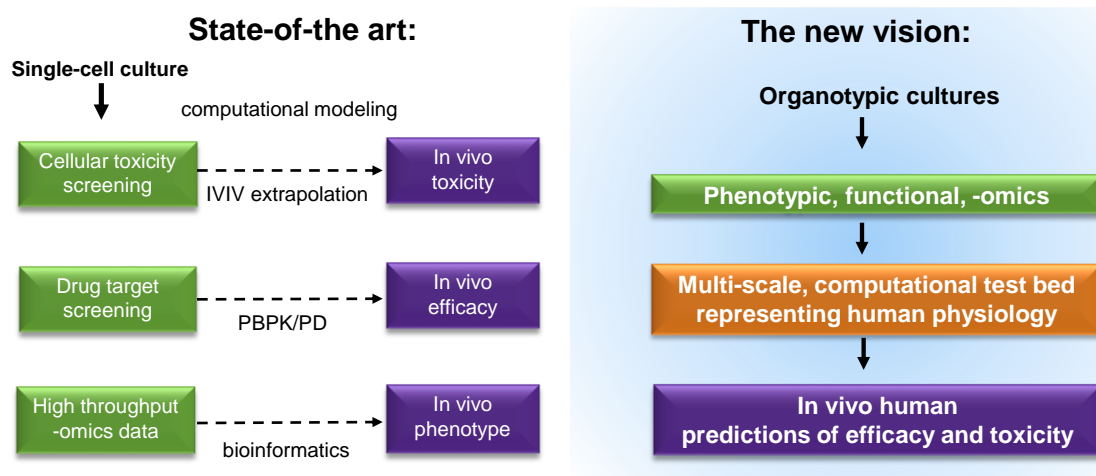 State-of-the art:
Single-cell culture
computational modeling
Cellular toxicity
screening
IVIV extrapolation
In vivo
toxicity
Drug target
screening
PBPK/PD
In vivo
efficacy
High throughput
-omics data
bioinformatics
In vivo
phenotype
The new vision:
Organotypic cultures
Phenotypic, functional, -omics
Multi-scale, computational test bed
representing human physiology
In vivo human
predictions of efficacy and toxicity